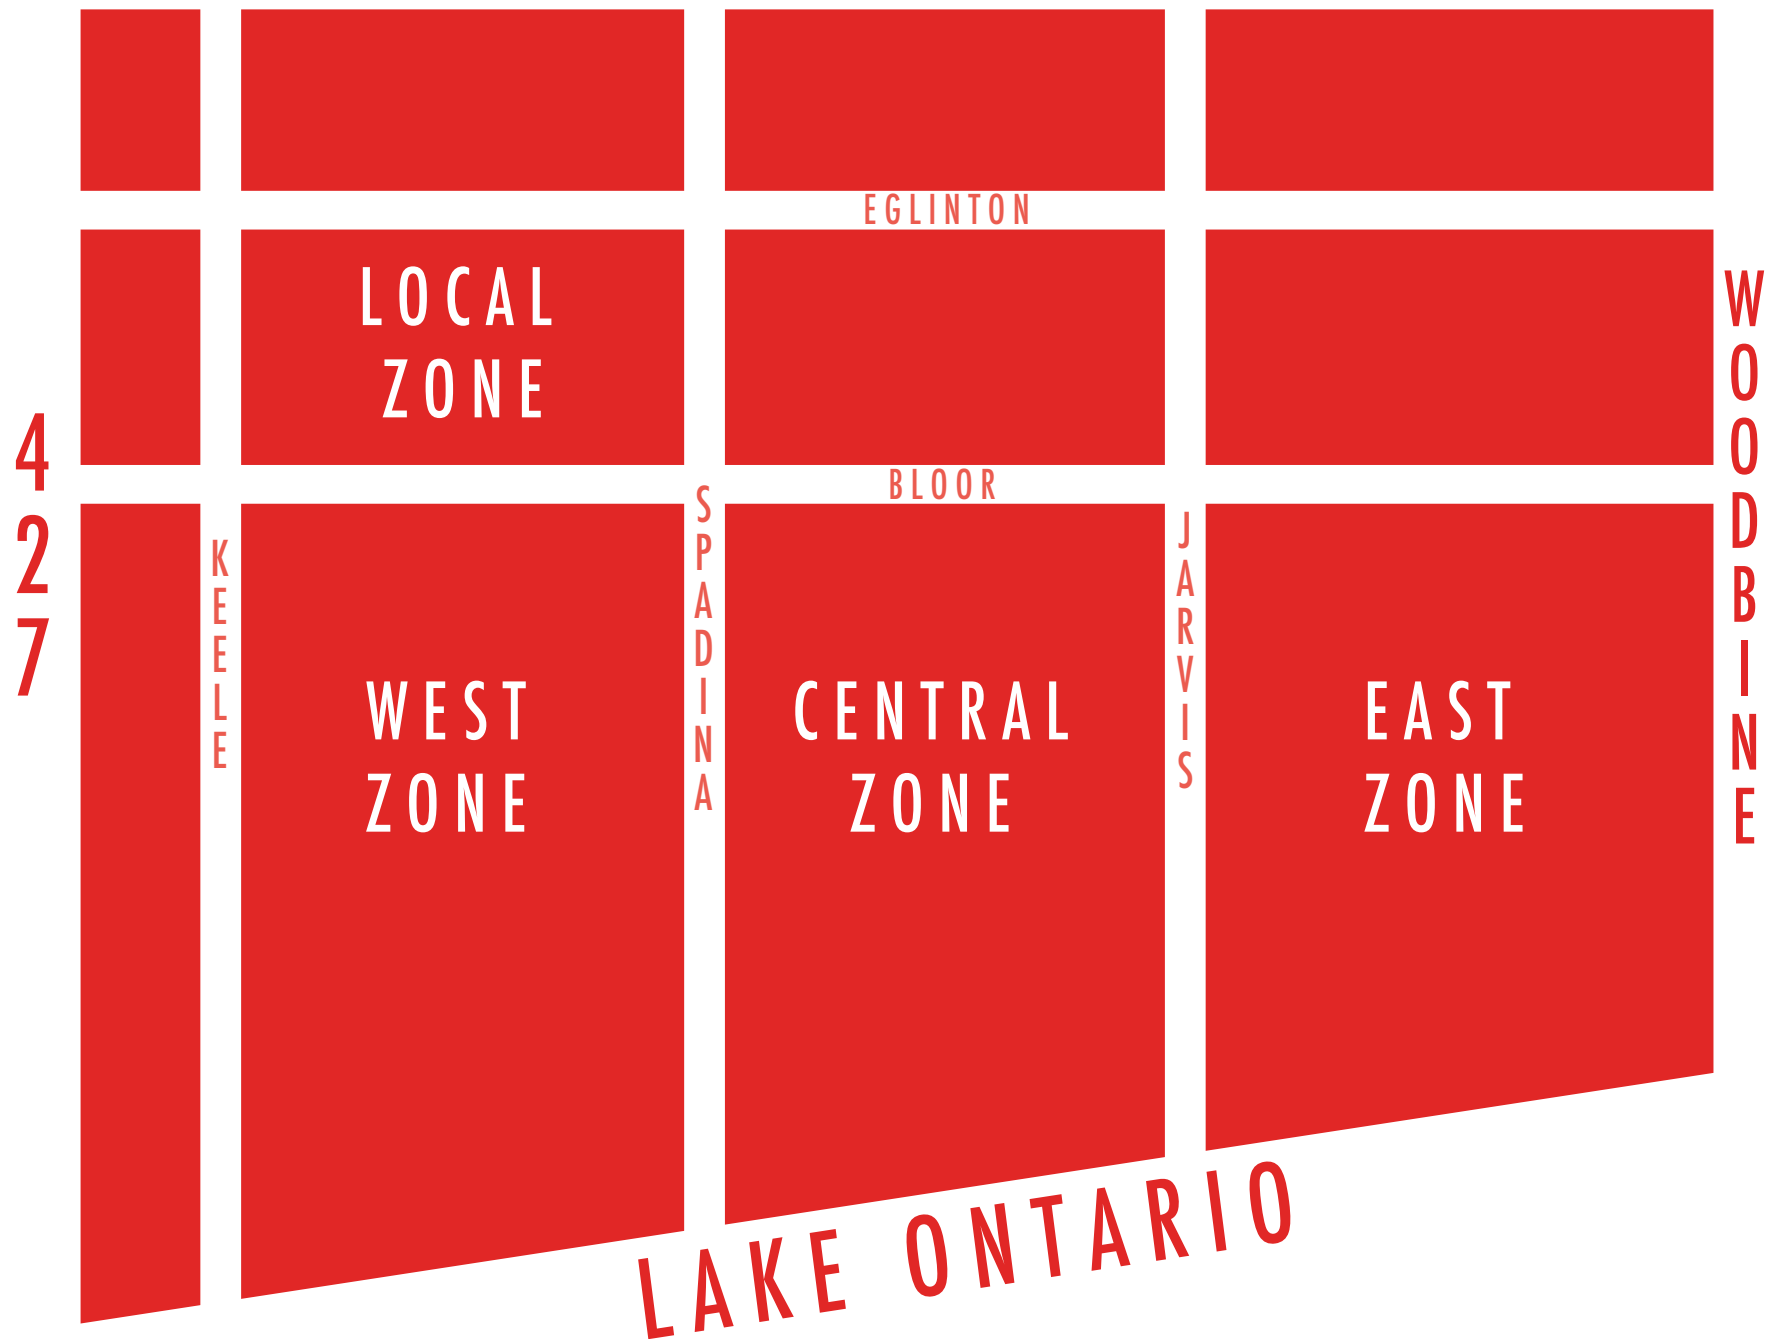 EGLINTON
LOCAL
ZONE
WOODBINE
427
BLOOR
KEELE
SPADINA
JARVIS
WEST
ZONE
CENTRAL
ZONE
EAST
ZONE
LAKE ONTARIO